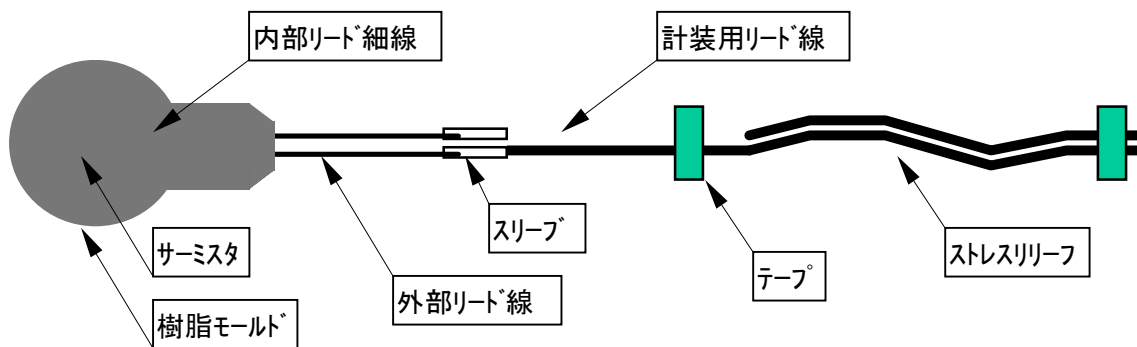 内部リード細線
計装用リード線
サーミスタ
スリーブ
ストレスリリーフ
テープ
外部リード線
樹脂モールド